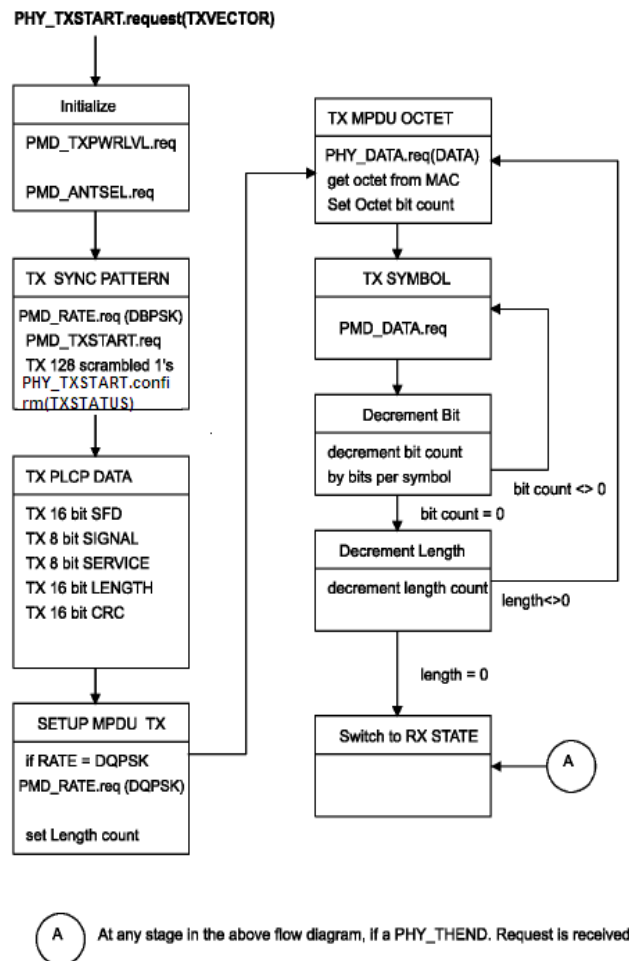 PHY_TXSTART.request(TXVECTOR)
Initialize
PMD_TXPWRLVL.req
PMD_ANTSEL.req
TX SYNC PATTERN
PMD_RATE.req (DBPSK)
PMD_TXSTART.req
TX 128 scrambled 1's
PHY_TXSTART.confi
rm(TXSTATUS)
TX PLCP DATA
TX 16 bit SFD
TX 8 bit SIGNAL
TX 8 bit SERVICE
TX 16 bit LENGTH
TX 16 bit CRC
SETUP MPDU TX
if RATE = DQPSK
PMD_RATE.req (DQPSK)
set Length count
TX MPDU OCTET
PHY_DATA.req(DATA)
get octet from MAC
Set Octet bit count
TX SYMBOL
PMD_DATA.req
Decrement Bit
decrement bit count
by bits per symbol
bit count <> 0
bit count = 0
Decrement Length
decrement length count
length<>0
length = 0
Switch to RX STATE
A
A
At any stage in the above flow diagram, if a PHY_THEND. Request is received